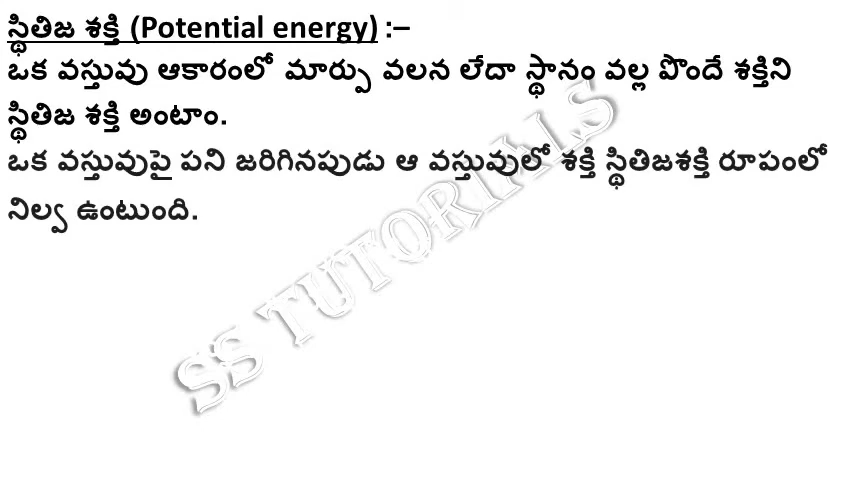 స్థితిజ శక్తి (Potential energy) :–
ఒక వస్తువు ఆకారంలో మార్పు వలన లేదా స్థానం వల్ల పొందే శక్తిని
స్థితిజ శక్తి అంటాం.
ఒక వస్తువుపై పని జరిగినపుడు ఆ వస్తువులో శక్తి స్థితిజశక్తి రూపంలో
నిల్వ ఉంటుంది.
SS TUTORIALS